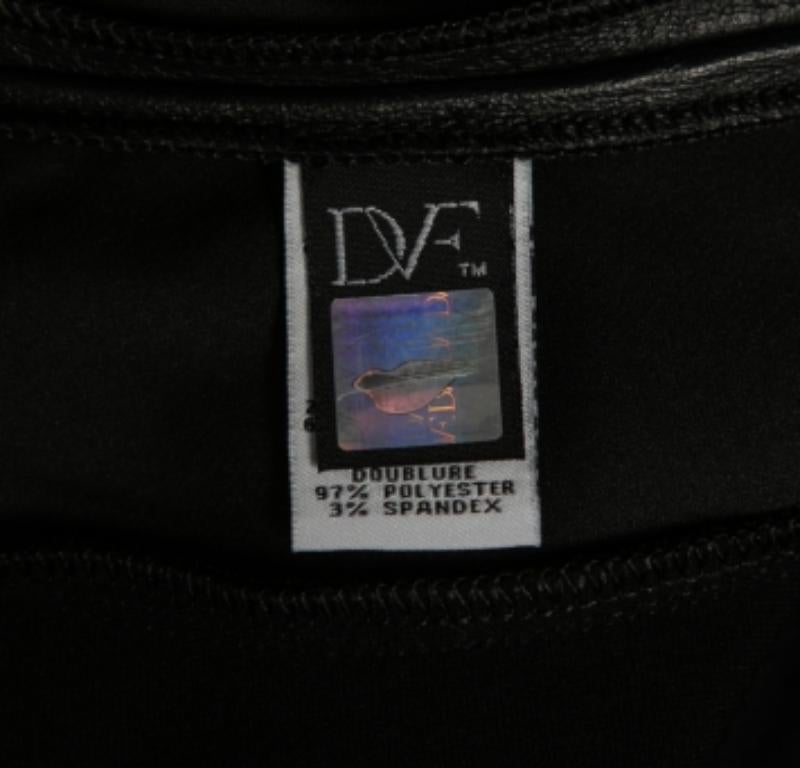 DVF
TM
DOUBLURE
97% POLYESTER
3% SPANDEX